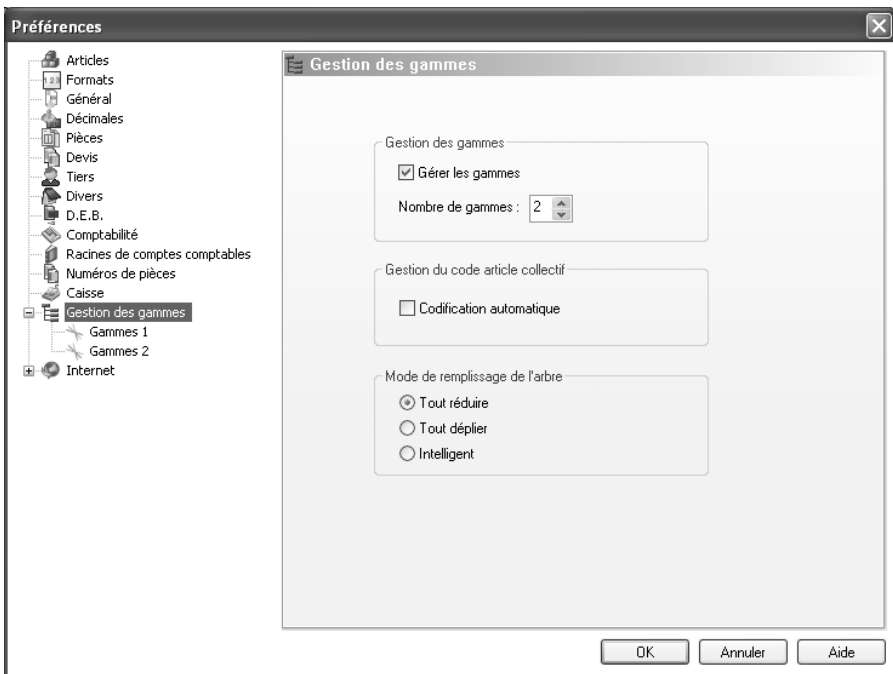 Préférences
Articles
Formats
Général
Décimales
Pièces
Devis
Tiers
Divers
D.E.B.
Comptabilité
Racines de comptes comptables
Numéros de pièces
Caisse
Gestion des gammes
Gammes 1
Gammes 2
Internet
Gestion des gammes
Gestion des gammes
Gérer les gammes
Nombre de gammes : 2
Gestion du code article collectif
Codification automatique
Mode de remplissage de l'arbre
Tout réduire
Tout déplier
Intelligent
OK Annuler Aide